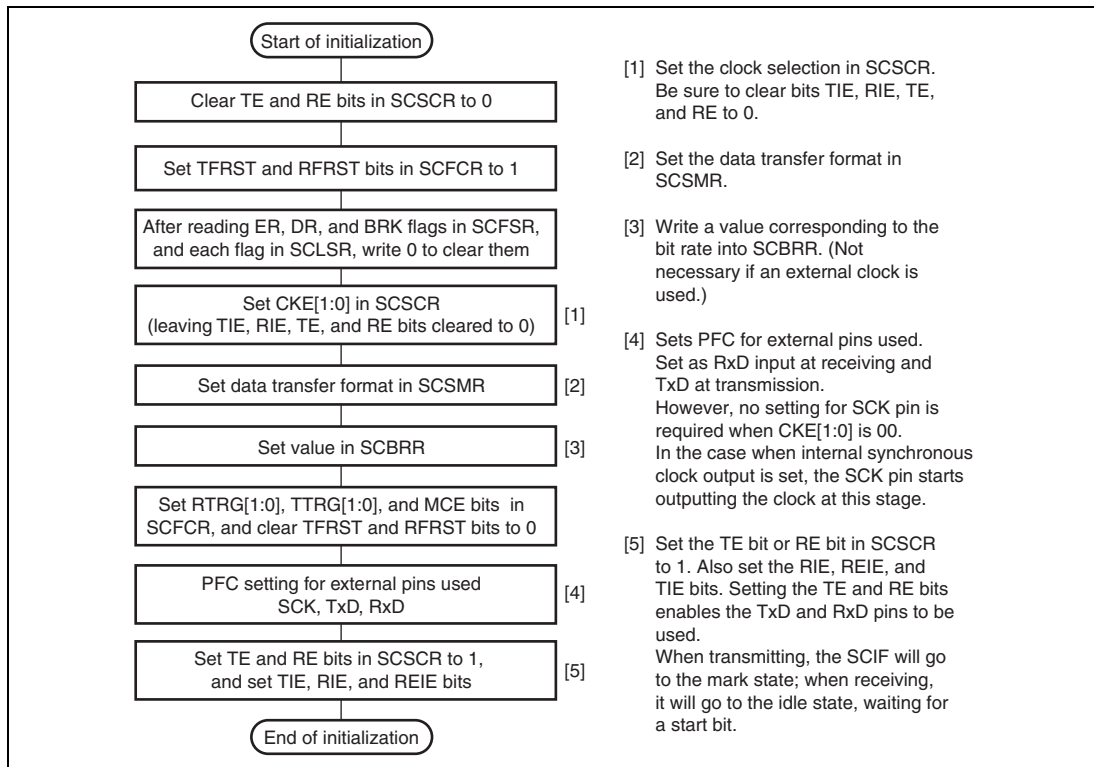 Start of initialization
Clear TE and RE bits in SCSCR to 0
Set TFRST and RFRST bits in SCFCR to 1
After reading ER, DR, and BRK flags in SCFSR,
and each flag in SCLSR, write 0 to clear them
Set CKE[1:0] in SCSCR
(leaving TIE, RIE, TE, and RE bits cleared to 0)
[1]
Set data transfer format in SCSMR
[2]
Set value in SCBRR
[3]
Set RTRG[1:0], TTRG[1:0], and MCE bits in
SCFCR, and clear TFRST and RFRST bits to 0
PFC setting for external pins used
SCK, TxD, RxD
[4]
Set TE and RE bits in SCSCR to 1,
and set TIE, RIE, and REIE bits
[5]
End of initialization
[1] Set the clock selection in SCSCR.
Be sure to clear bits TIE, RIE, TE,
and RE to 0.
[2] Set the data transfer format in
SCSMR.
[3] Write a value corresponding to the
bit rate into SCBRR. (Not
necessary if an external clock is
used.)
[4] Sets PFC for external pins used.
Set as RxD input at receiving and
TxD at transmission.
However, no setting for SCK pin is
required when CKE[1:0] is 00.
In the case when internal synchronous
clock output is set, the SCK pin starts
outputting the clock at this stage.
[5] Set the TE bit or RE bit in SCSCR
to 1. Also set the RIE, REIE, and
TIE bits. Setting the TE and RE bits
enables the TxD and RxD pins to be
used.
When transmitting, the SCIF will go
to the mark state; when receiving,
it will go to the idle state, waiting for
a start bit.